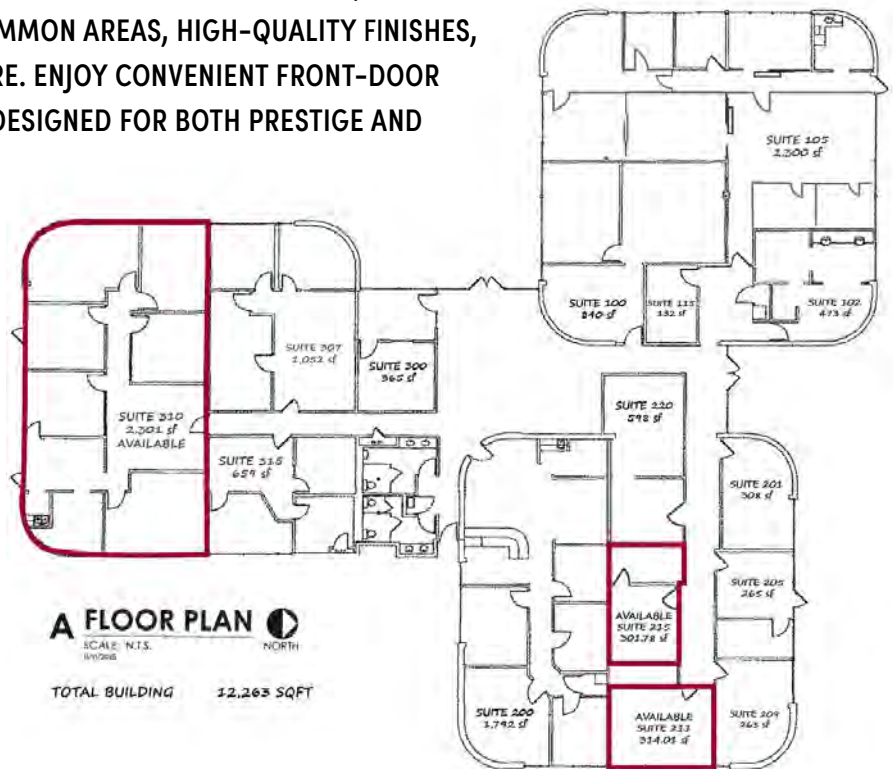 MMON AREAS, HIGH-QUALITY FINISHES,
RE. ENJOY CONVENIENT FRONT-DOOR
DESIGNED FOR BOTH PRESTIGE AND
SUITE 105
2,300 sf
SUITE 100
840 sf
SUITE 115
132 sf
SUITE 102
473 sf
SUITE 307
1,052 sf
SUITE 300
365 sf
SUITE 310
2,301 sf
AVAILABLE
SUITE 315
659 sf
SUITE 220
598 sf
SUITE 201
308 sf
SUITE 205
265 sf
AVAILABLE
SUITE 215
301.78 sf
SUITE 200
1,792 sf
AVAILABLE
SUITE 211
314.01 sf
SUITE 209
263 sf
A FLOOR PLAN
SCALE: N.T.S.
NORTH
TOTAL BUILDING 12,263 SQFT